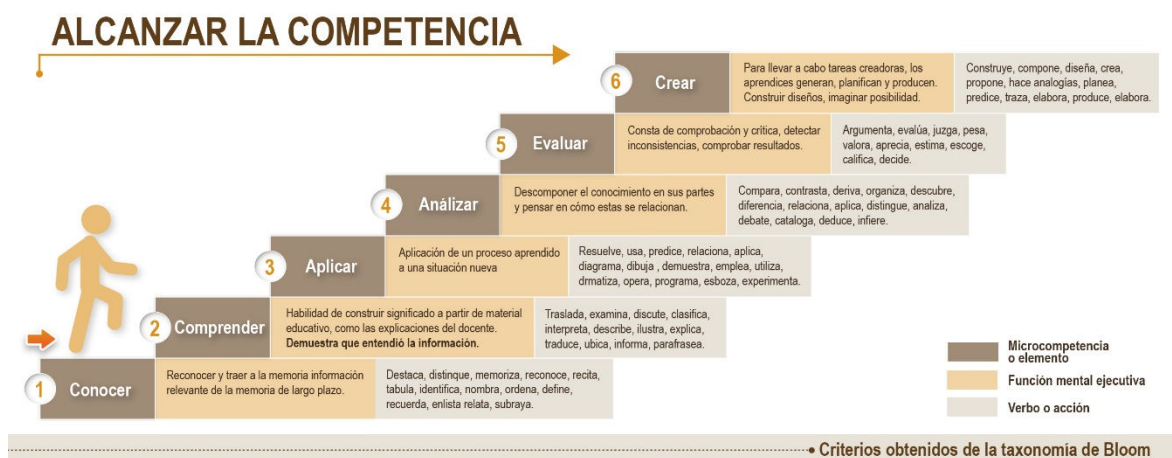 ALCANZAR LA COMPETENCIA
6
Crear
Para llevar a cabo tareas creadoras, los
aprendices generan, planifican y producen.
Construir diseños, imaginar posibilidad.
Construye, compone, diseña, crea,
propone, hace analogías, planea,
predice, traza, elabora, produce, elabora.
5
Evaluar
Consta de comprobación y crítica, detectar
inconsistencias, comprobar resultados.
Argumenta, evalúa, juzga, pesa,
valora, aprecia, estima, escoge,
califica, decide.
4
Análizar
Descomponer el conocimiento en sus partes
y pensar en cómo estas se relacionan.
Compara, contrasta, deriva, organiza, descubre,
diferencia, relaciona, aplica, distingue, analiza,
debate, cataloga, deduce, infiere.
3
Aplicar
Aplicación de un proceso aprendido
a una situación nueva
Resuelve, usa, predice, relaciona, aplica,
diagrama, dibuja , demuestra, emplea, utiliza,
drmatiza, opera, programa, esboza, experimenta.
2
Comprender
Habilidad de construir significado a partir de material
educativo, como las explicaciones del docente.
Demuestra que entendió la información.
Traslada, examina, discute, clasifica,
interpreta, describe, ilustra, explica,
traduce, ubica, informa, parafrasea.
1
Conocer
Reconocer y traer a la memoria información
relevante de la memoria de largo plazo.
Destaca, distinque, memoriza, reconoce, recita,
tabula, identifica, nombra, ordena, define,
recuerda, enlista relata, subraya.
Microcompetencia
o elemento
Función mental ejecutiva
Verbo o acción
Criterios obtenidos de la taxonomía de Bloom